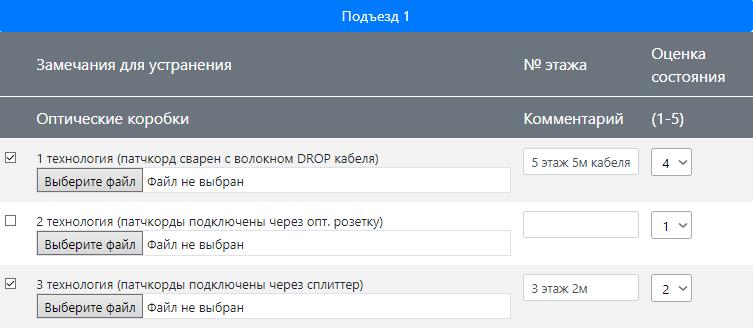 Подъезд 1
Замечания для устранения № этажа Оценка состояния
Оптические коробки Комментарий (1-5)
1 технология (патчкорд сварен с волокном DROP кабеля) 5 этаж 5м кабеля 4
Выберите файл Файл не выбран
2 технология (патчкорды подключены через опт. розетку) 1
Выберите файл Файл не выбран
3 технология (патчкорды подключены через сплиттер) 3 этаж 2м 2
Выберите файл Файл не выбран